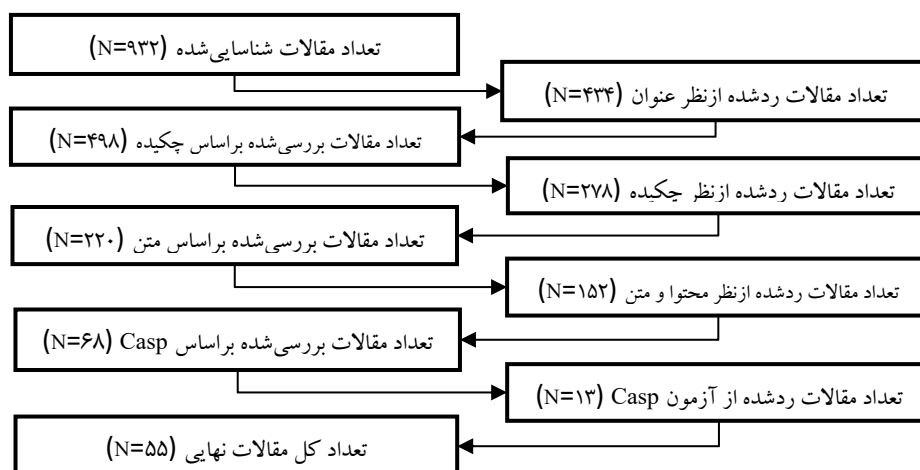 تعداد مقالات شناسایی‌شده (N=۹۳۲)
تعداد مقالات ردشده ازنظر عنوان (N=۴۳۴)
تعداد مقالات بررسی‌شده براساس چکیده (N=۴۹۸)
تعداد مقالات ردشده ازنظر چکیده (N=۲۷۸)
تعداد مقالات بررسی‌شده براساس متن (N=۲۲۰)
تعداد مقالات ردشده ازنظر محتوا و متن (N=۱۵۲)
تعداد مقالات بررسی‌شده براساس Casp (N=۶۸)
تعداد مقالات ردشده از آزمون Casp (N=۱۳)
تعداد کل مقالات نهایی (N=۵۵)